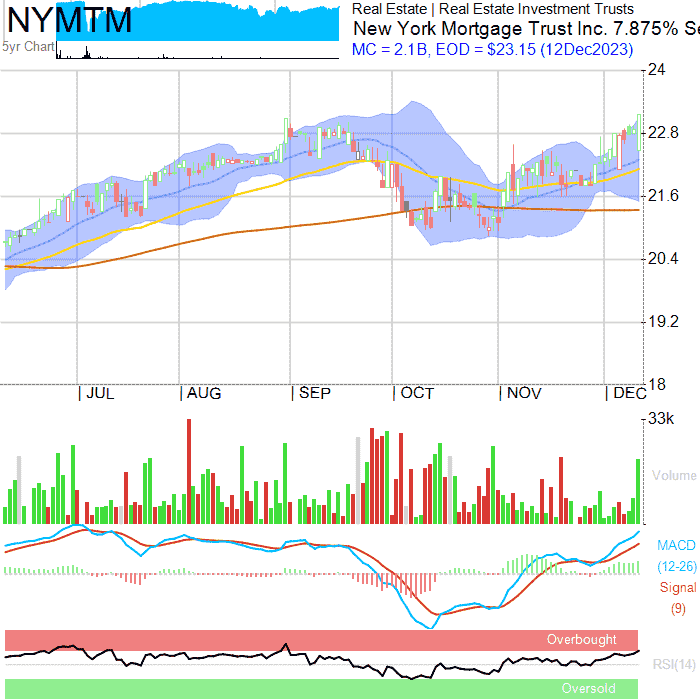 NYMTM
Real Estate | Real Estate Investment Trusts
New York Mortgage Trust Inc. 7.875% Se
5yr Chart
MC = 2.1B, EOD = $23.15 (12Dec2023)
24
22.8
21.6
20.4
19.2
18
| JUL | AUG | SEP | OCT | NOV | DEC
33k
Volume
MACD
(12-26)
Signal
(9)
Overbought
RSI(14)
Oversold